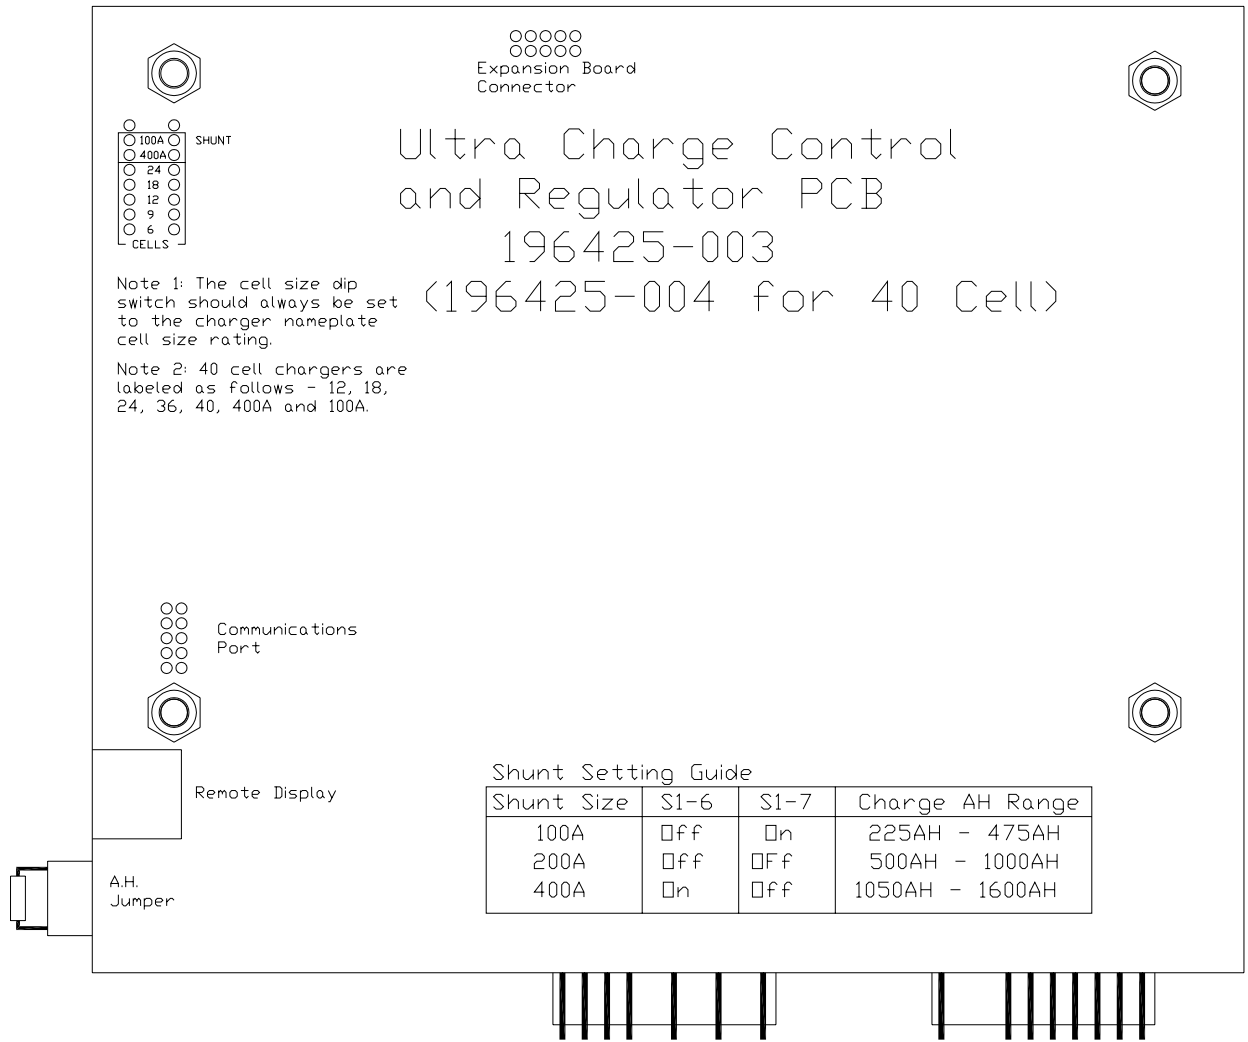 Expansion Board
Connector
100A
400A
SHUNT
24
18
12
9
6
CELLS
Ultra Charge Control
and Regulator PCB
196425-003
(196425-004 for 40 Cell)
Note 1: The cell size dip
switch should always be set
to the charger nameplate
cell size rating.
Note 2: 40 cell chargers are
labeled as follows - 12, 18,
24, 36, 40, 400A and 100A.
Communications
Port
Remote Display
A.H.
Jumper
Shunt Setting Guide
Shunt Size S1-6 S1-7 Charge AH Range
100A Off On 225AH - 475AH
200A Off OFf 500AH - 1000AH
400A On Off 1050AH - 1600AH